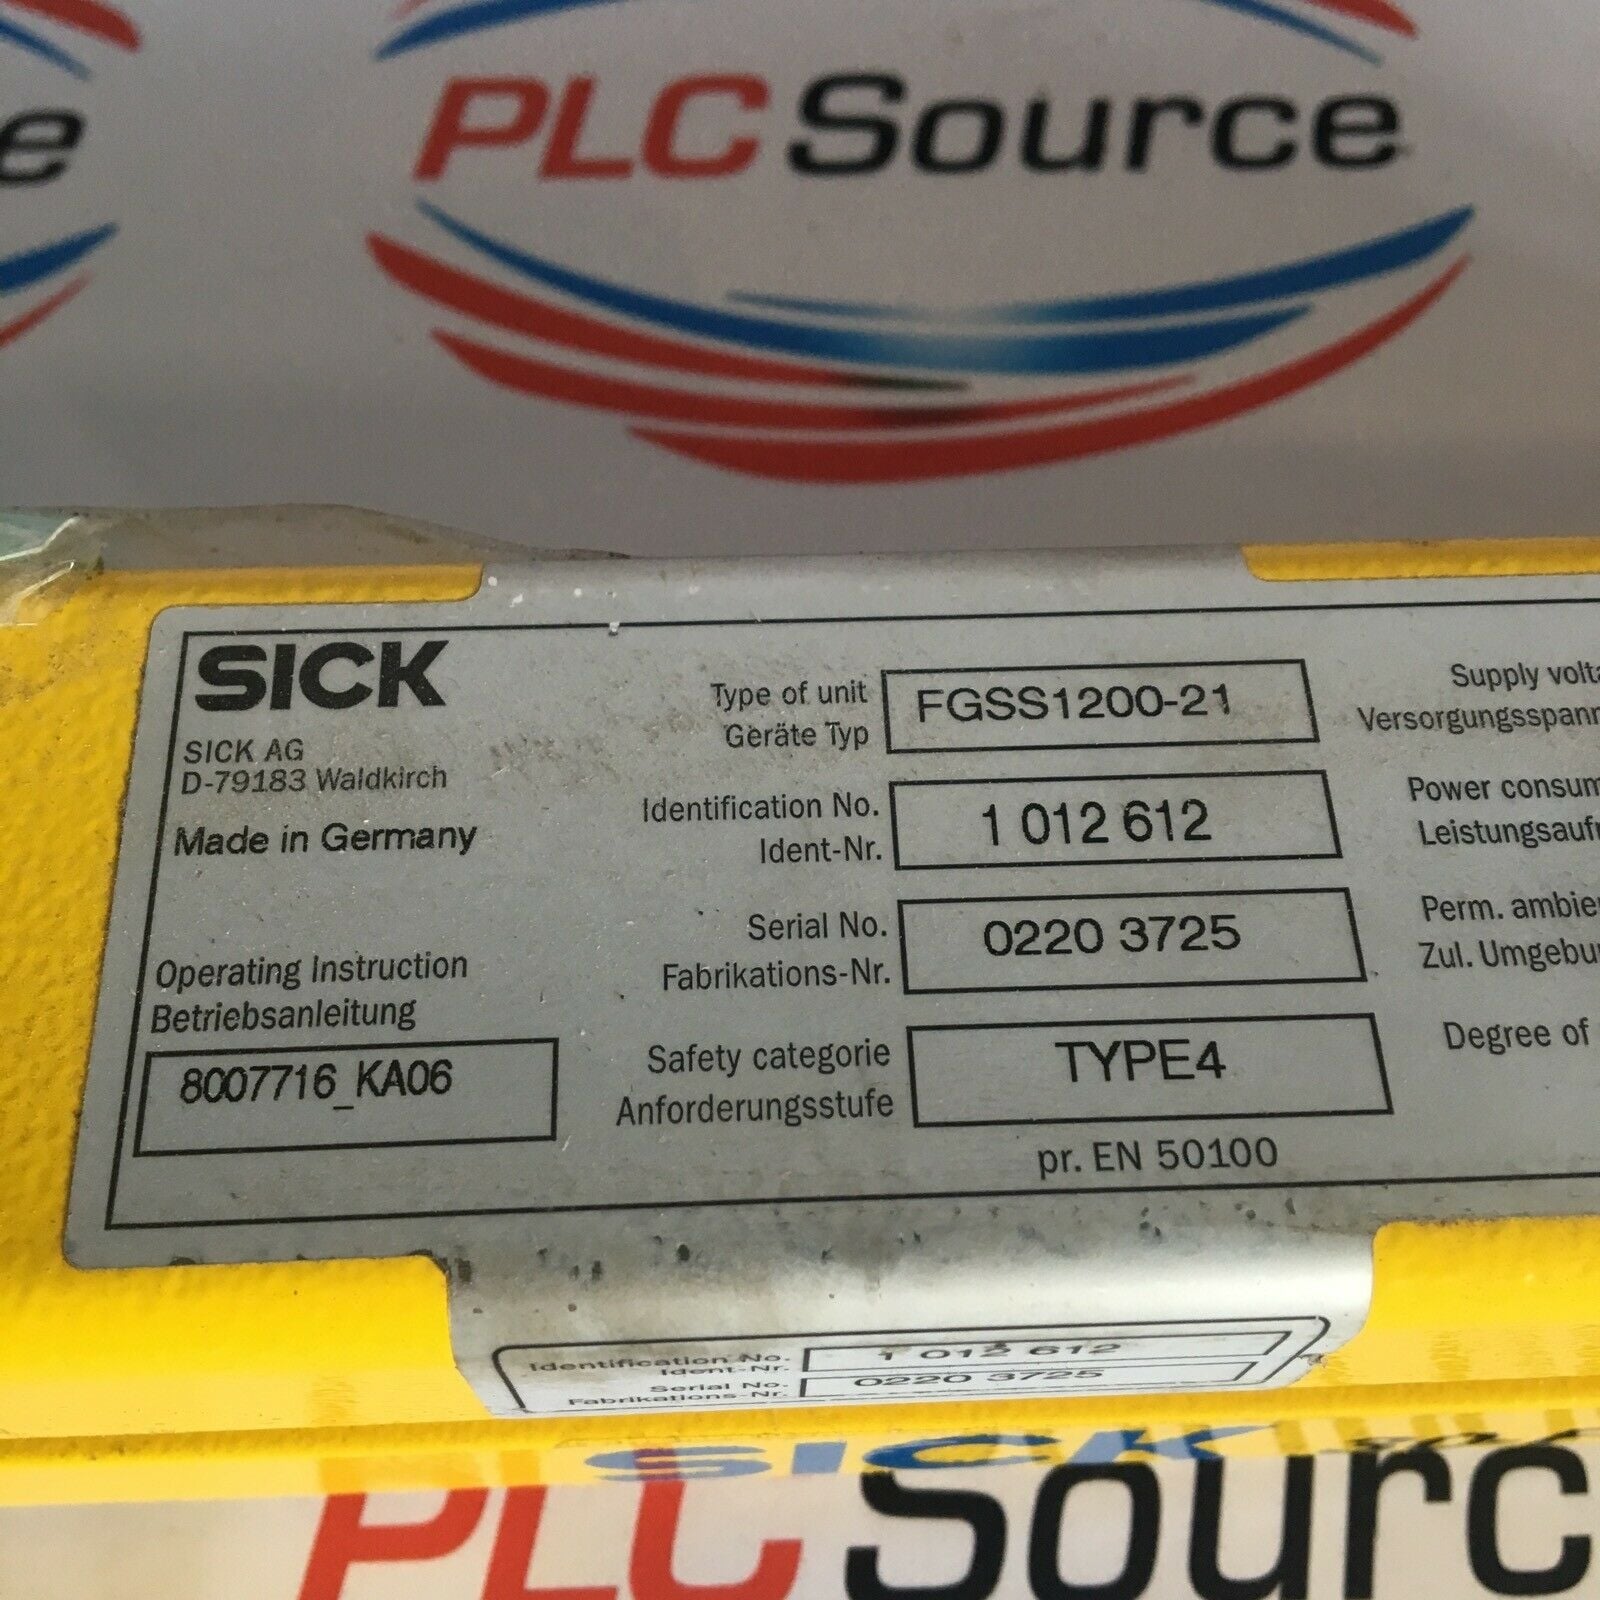 e
PLC Source
SICK
SICK AG
D-79183 Waldkirch
Made in Germany
Operating Instruction
Betriebsanleitung
8007716_KA06
Type of unit
Geräte Typ
FGSS1200-21
Identification No.
Ident-Nr.
1 012 612
Serial No.
Fabrikations-Nr.
0220 3725
Safety categorie
Anforderungsstufe
TYPE4
pr. EN 50100
Supply volta
Versorgungsspann
Power consum
Leistungsaufn
Perm. ambien
Zul. Umgebu
Degree of
Identification No.
Ident-Nr.
1 012 612
Serial No.
Fabrikations-Nr.
0220 3725
SICK
PLC Sourc